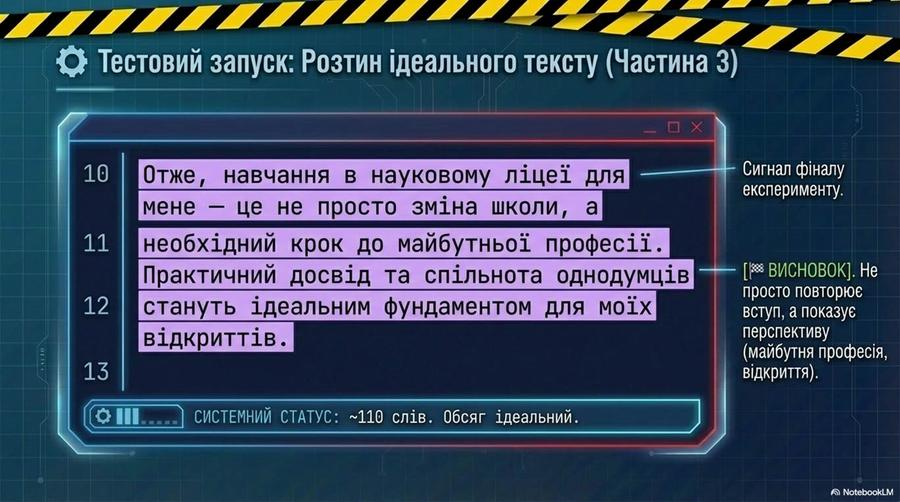 Тестовий запуск: Розтин ідеального тексту (Частина 3)
10
Отже, навчання в науковому ліцеї для
мене — це не просто зміна школи, а
11
необхідний крок до майбутньої професії.
Практичний досвід та спільнота однодумців
12
стануть ідеальним фундаментом для моїх
відкриттів.
13
СИСТЕМНИЙ СТАТУС: ~110 слів. Обсяг ідеальний.
Сигнал фіналу
експерименту.
[🏁 ВИСНОВОК]. Не
просто повторює
вступ, а показує
перспективу
(майбутня професія,
відкриття).
NotebookLM